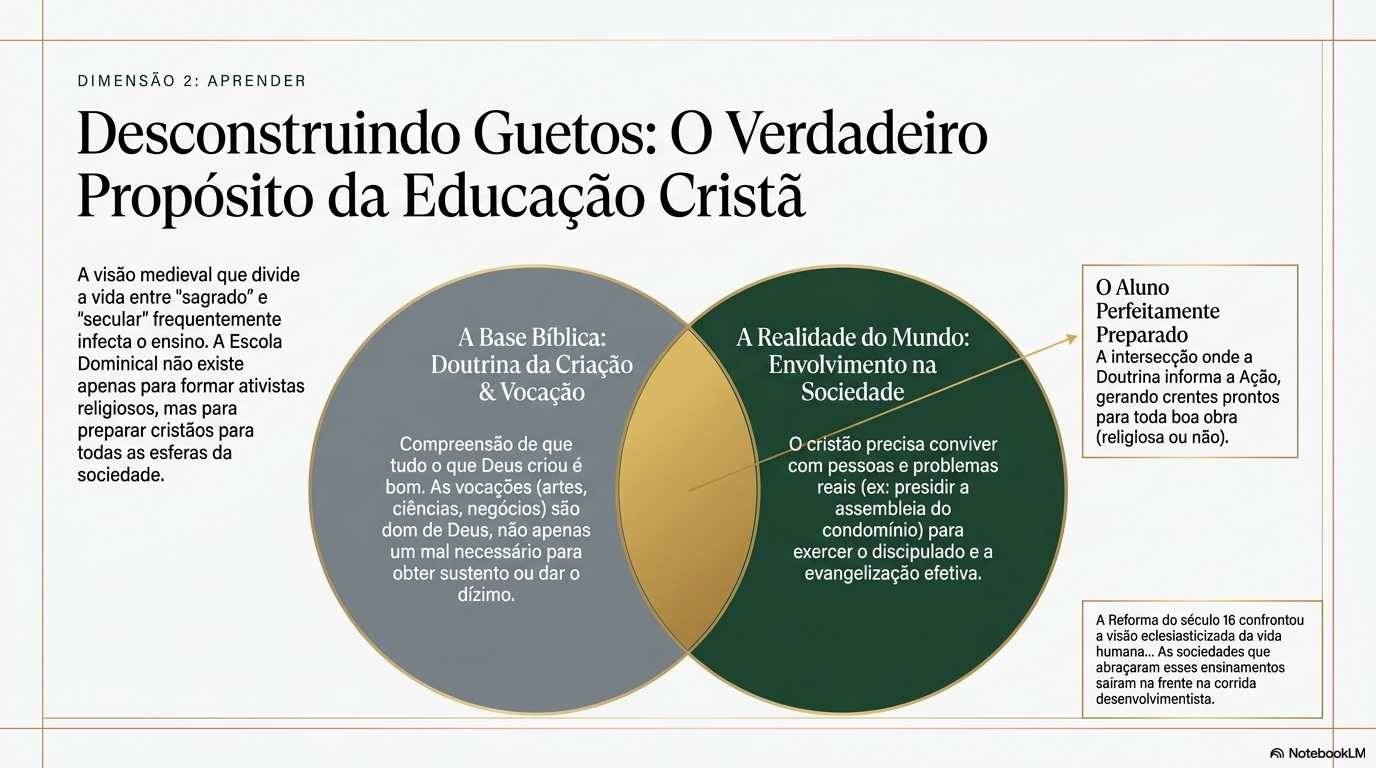 DIMENSÃO 2: APRENDER
Desconstruindo Guetos: O Verdadeiro
Propósito da Educação Cristã
A visão medieval que divide
a vida entre "sagrado" e
"secular" frequentemente
infecta o ensino. A Escola
Dominical não existe
apenas para formar ativistas
religiosos, mas para
preparar cristãos para
todas as esferas da
sociedade.
A Base Bíblica:
Doutrina da Criação
& Vocação
Compreensão de que
tudo o que Deus criou é
bom. As vocações (artes,
ciências, negócios) são
dom de Deus, não apenas
um mal necessário para
obter sustento ou dar o
dízimo.
A Realidade do Mundo:
Envolvimento na
Sociedade
O cristão precisa conviver
com pessoas e problemas
reais (ex: presidir a
assembleia do
condomínio) para
exercer o discipulado e a
evangelização efetiva.
O Aluno
Perfeitamente
Preparado
A intersecção onde a
Doutrina informa a Ação,
gerando crentes prontos
para toda boa obra
(religiosa ou não).
A Reforma do século 16 confrontou
a visão eclesiasticizada da vida
humana... As sociedades que
abraçaram esses ensinamentos
saíram na frente na corrida
desenvolvimentista.
NotebookLM